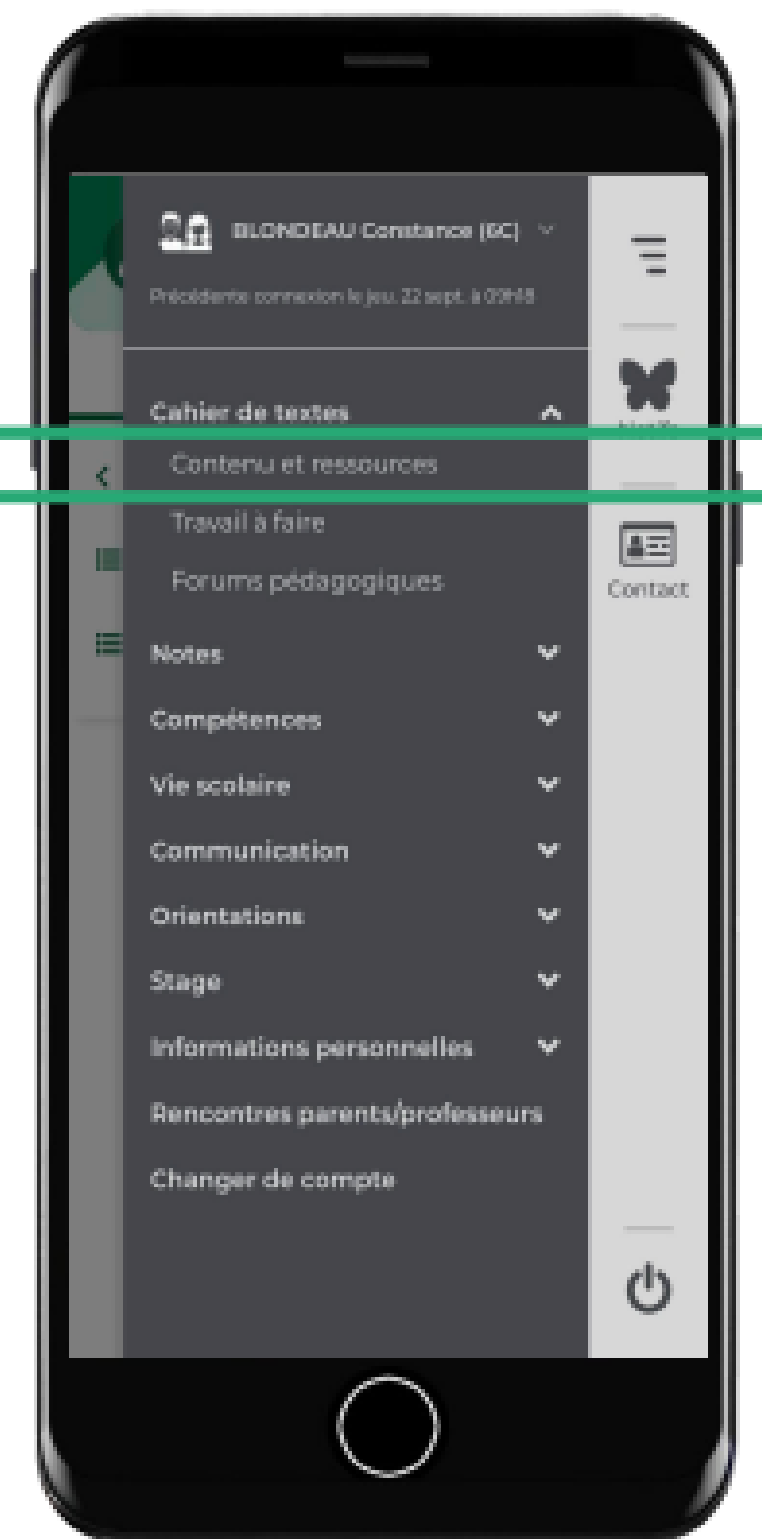 BLONDEAU Constance (6C)
Précédente connexion le jeu. 22 sept. à 09h18
Cahier de textes
Contenu et ressources
Travail à faire
Forums pédagogiques
Notes
Compétences
Vie scolaire
Communication
Orientations
Stage
Informations personnelles
Rencontres parents/professeurs
Changer de compte
Contact